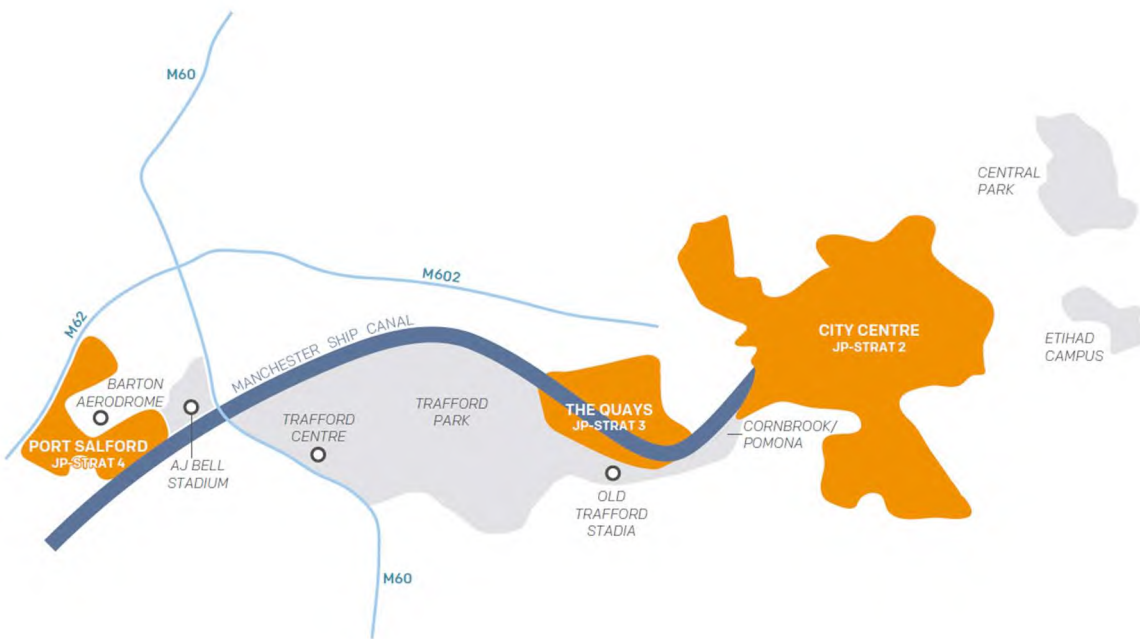 M60
CENTRAL
PARK
M602
M62
MANCHESTER SHIP CANAL
CITY CENTRE
JP-STRAT 2
ETIHAD
CAMPUS
BARTON
AERODROME
TRAFFORD
PARK
THE QUAYS
JP-STRAT 3
TRAFFORD
CENTRE
CORNBROOK/
POMONA
PORT SALFORD
JP-STRAT 4
AJ BELL
STADIUM
OLD
TRAFFORD
STADIA
M60